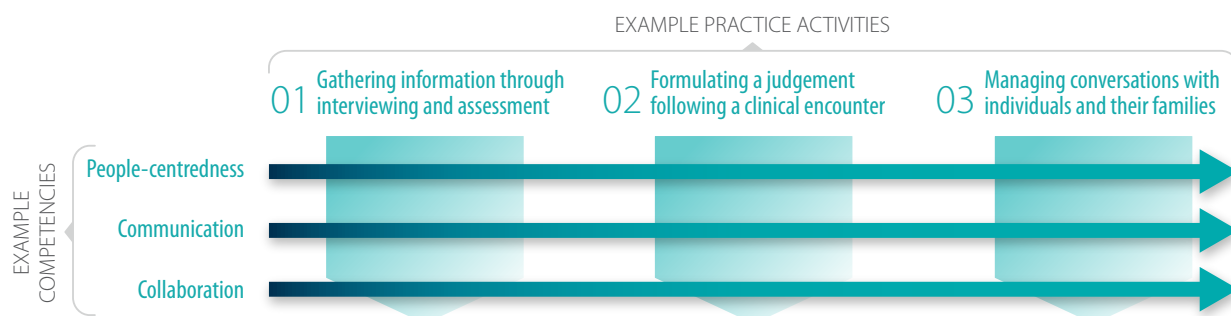 EXAMPLE PRACTICE ACTIVITIES
01 Gathering information through
interviewing and assessment
02 Formulating a judgement
following a clinical encounter
03 Managing conversations with
individuals and their families
EXAMPLE
COMPETENCIES
People-centredness
Communication
Collaboration